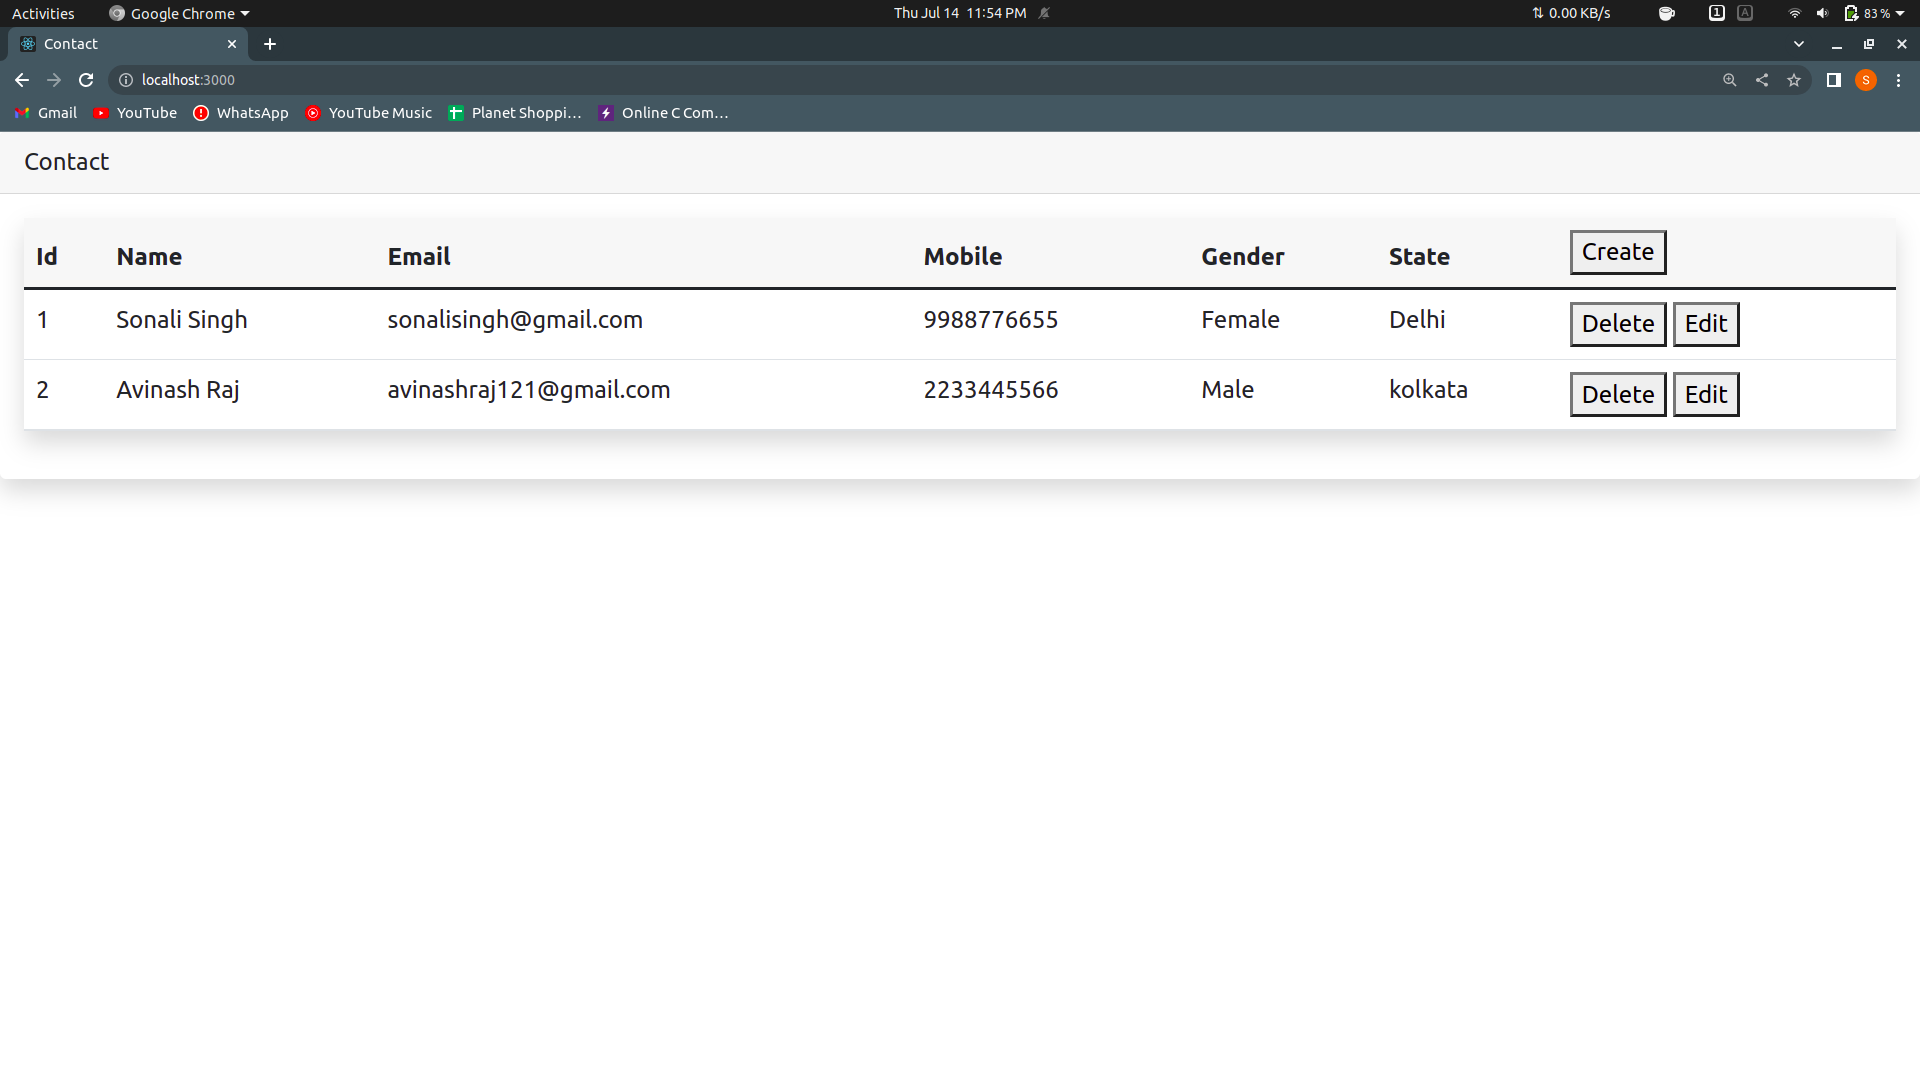 Activities Google Chrome Thu Jul 14 11:54 PM 0.00 KB/s 1 A 83 %
Contact
localhost:3000 S
Gmail YouTube WhatsApp YouTube Music Planet Shoppi... Online C Com...
Contact
Id Name Email Mobile Gender State Create
1 Sonali Singh sonalisingh@gmail.com 9988776655 Female Delhi Delete Edit
2 Avinash Raj avinashraj121@gmail.com 2233445566 Male kolkata Delete Edit